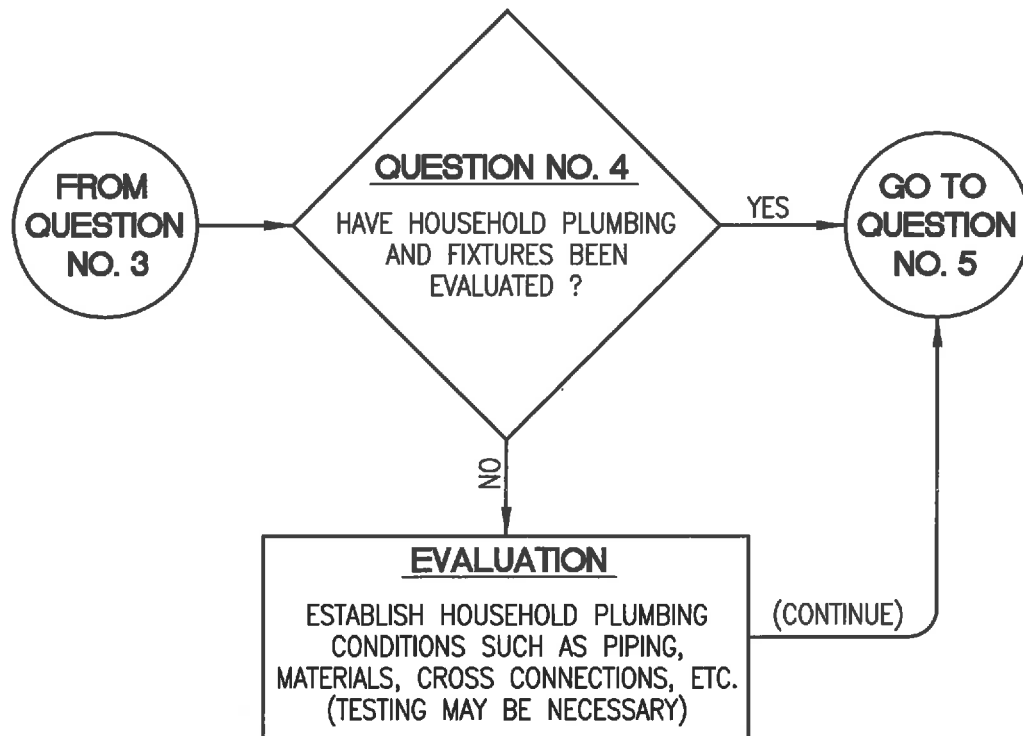 FROM
QUESTION
NO. 3
QUESTION NO. 4
HAVE HOUSEHOLD PLUMBING
AND FIXTURES BEEN
EVALUATED ?
YES
GO TO
QUESTION
NO. 5
NO
EVALUATION
ESTABLISH HOUSEHOLD PLUMBING
CONDITIONS SUCH AS PIPING,
MATERIALS, CROSS CONNECTIONS, ETC.
(TESTING MAY BE NECESSARY)
(CONTINUE)